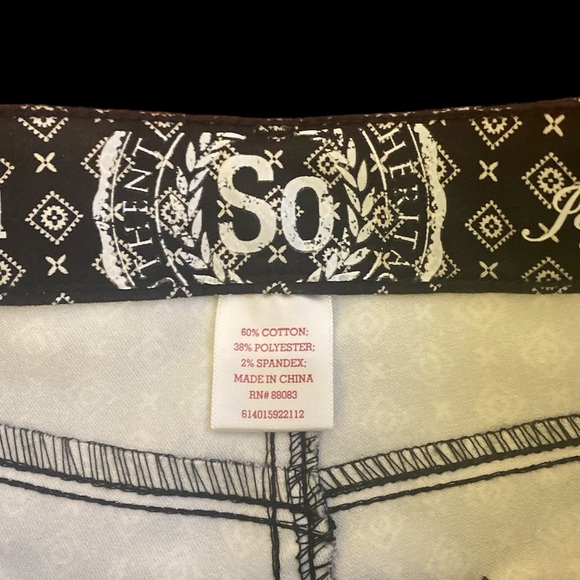 So
60% COTTON;
38% POLYESTER;
2% SPANDEX;
MADE IN CHINA
RN# 88083
614015922112